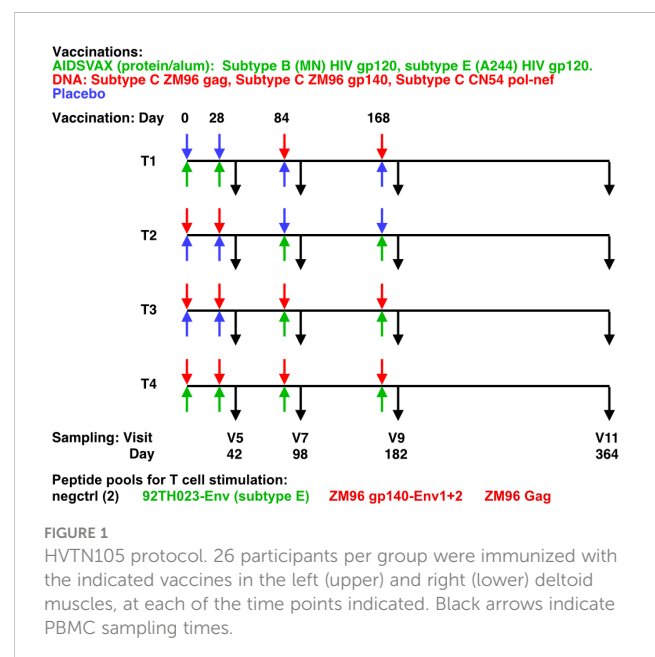 Vaccinations:
AIDSVAX (protein/alum): Subtype B (MN) HIV gp120, subtype E (A244) HIV gp120.
DNA: Subtype C ZM96 gag, Subtype C ZM96 gp140, Subtype C CN54 pol-nef
Placebo
Vaccination: Day 0 28 84 168
T1
T2
T3
T4
Sampling: Visit V5 V7 V9 V11
Day 42 98 182 364
Peptide pools for T cell stimulation:
negctrl (2) 92TH023-Env (subtype E) ZM96 gp140-Env1+2 ZM96 Gag
FIGURE 1
HVTN105 protocol. 26 participants per group were immunized with
the indicated vaccines in the left (upper) and right (lower) deltoid
muscles, at each of the time points indicated. Black arrows indicate
PBMC sampling times.